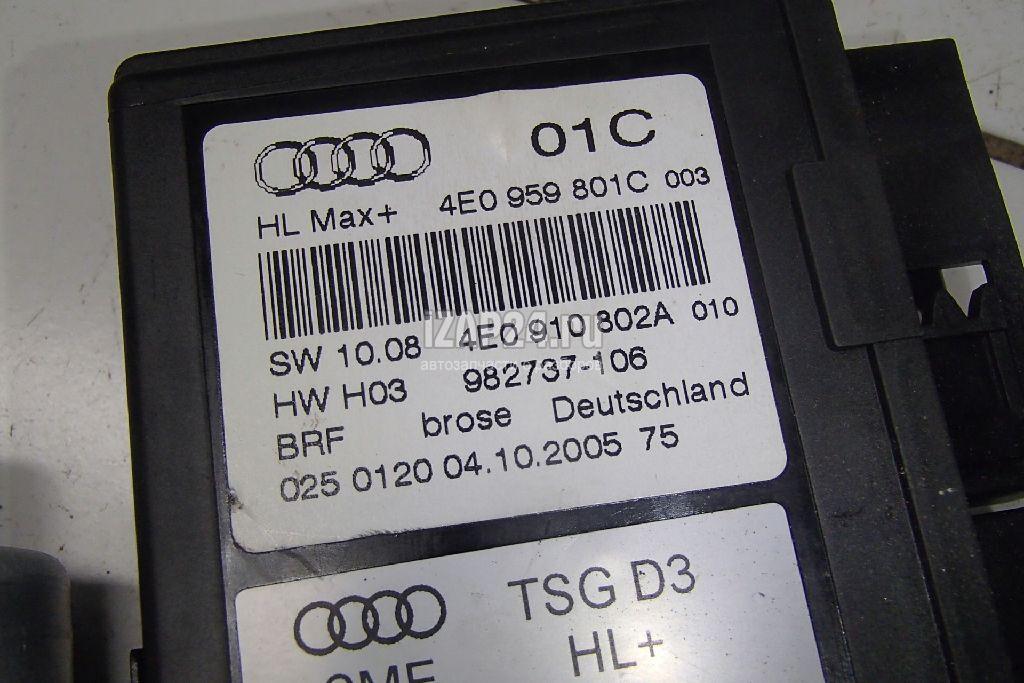 01C
HL Max+ 4E0 959 801C 003
SW 10.08 4E0 910 802A 010
HW H03 982737-106
BRF brose Deutschland
025 0120 04.10.2005 75
TSG D3
HL+
iZAP24.ru